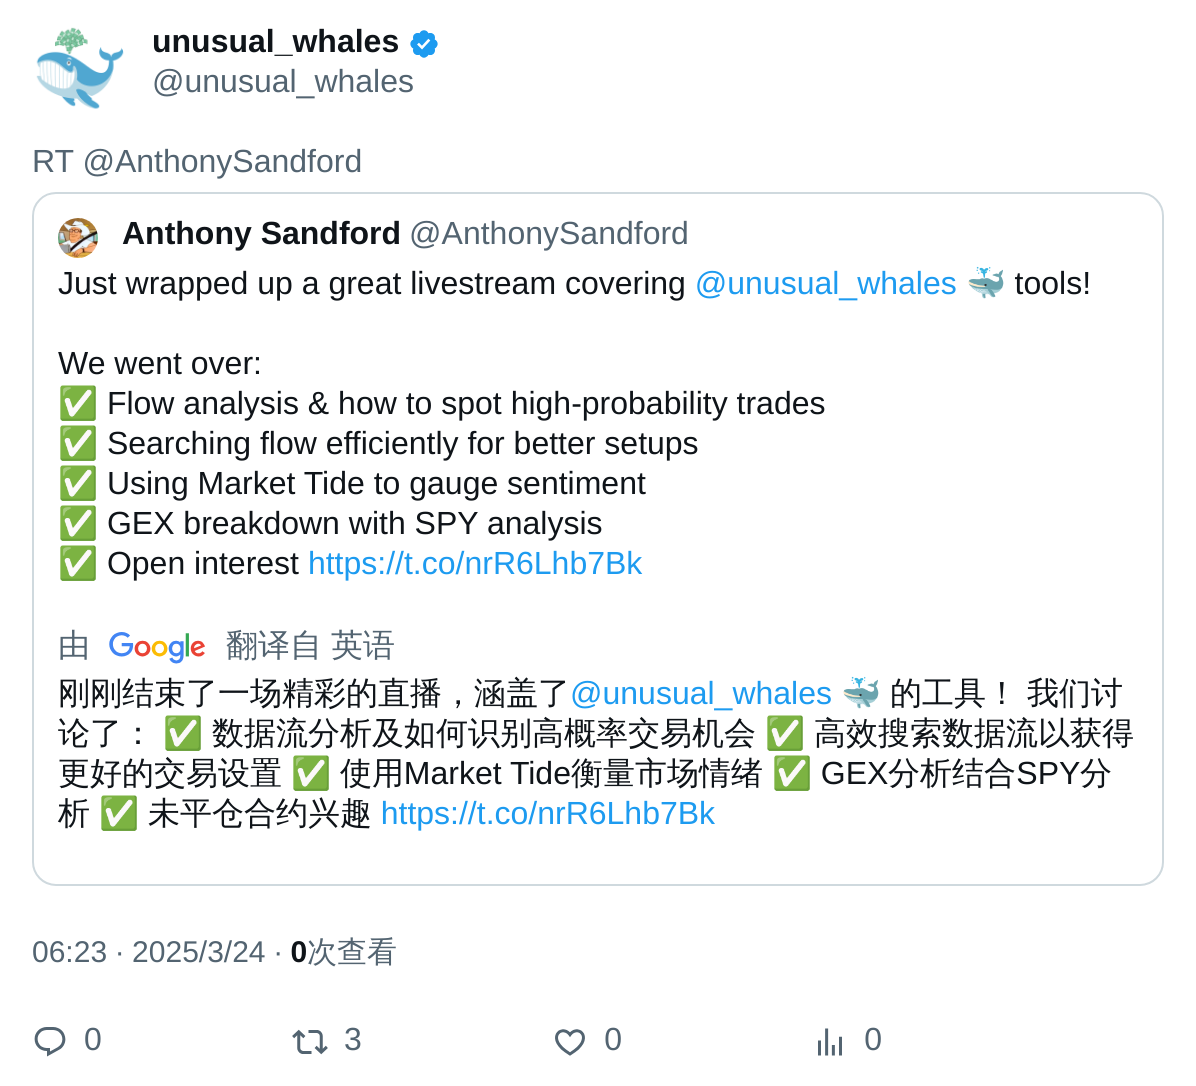 unusual_whales
@unusual_whales
RT @AnthonySandford
Anthony Sandford @AnthonySandford
Just wrapped up a great livestream covering @unusual_whales 🐳 tools!
We went over:
✅ Flow analysis & how to spot high-probability trades
✅ Searching flow efficiently for better setups
✅ Using Market Tide to gauge sentiment
✅ GEX breakdown with SPY analysis
✅ Open interest https://t.co/nrR6Lhb7Bk
由 Google 翻译自 英语
刚刚结束了一场精彩的直播，涵盖了@unusual_whales 🐳 的工具！ 我们讨
论了： ✅ 数据流分析及如何识别高概率交易机会 ✅ 高效搜索数据流以获得
更好的交易设置 ✅ 使用Market Tide衡量市场情绪 ✅ GEX分析结合SPY分
析 ✅ 未平仓合约兴趣 https://t.co/nrR6Lhb7Bk
06:23 · 2025/3/24 · 0次查看
0 3 0 0